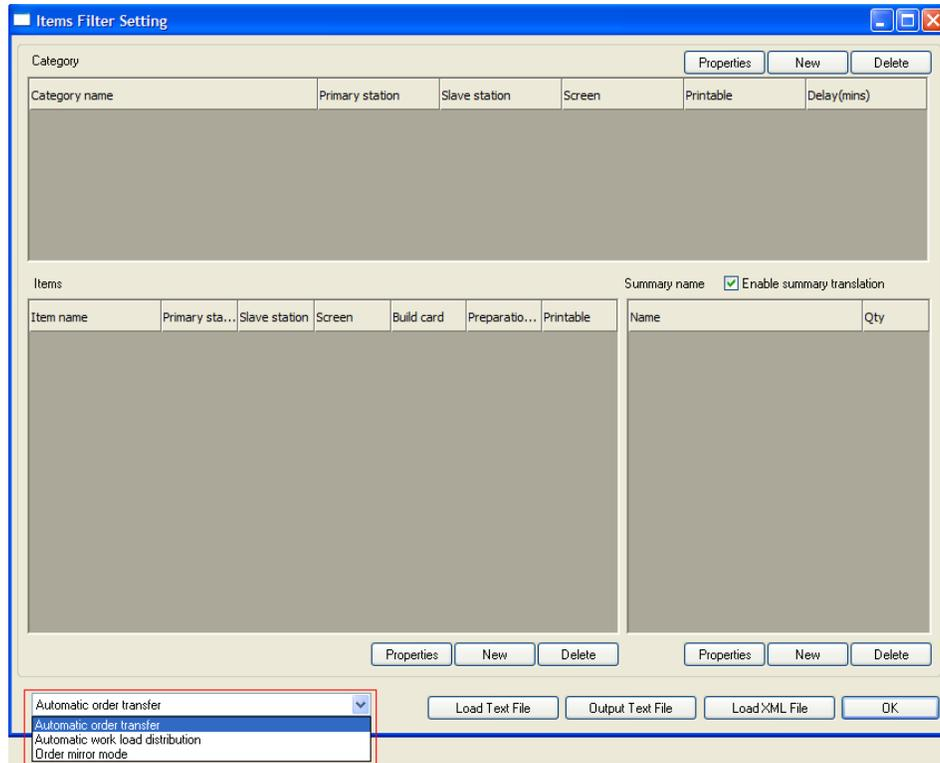 Items Filter Setting
Category
Properties New Delete
Category name Primary station Slave station Screen Printable Delay(mins)
Items
Summary name Enable summary translation
Item name Primary sta... Slave station Screen Build card Preparatio... Printable
Name Qty
Properties New Delete
Properties New Delete
Automatic order transfer
Load Text File Output Text File Load XML File OK
Automatic order transfer
Automatic work load distribution
Order mirror mode